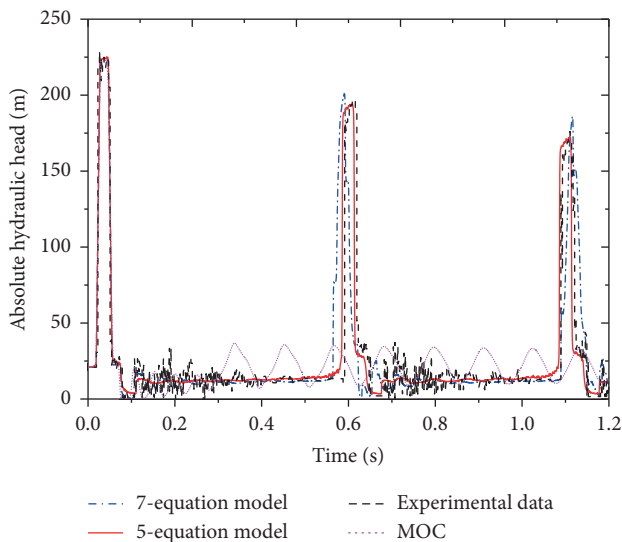 250
200
150
100
50
0
Absolute hydraulic head (m)
0.0 0.2 0.4 0.6 0.8 1.0 1.2
Time (s)
7-equation model Experimental data
5-equation model MOC